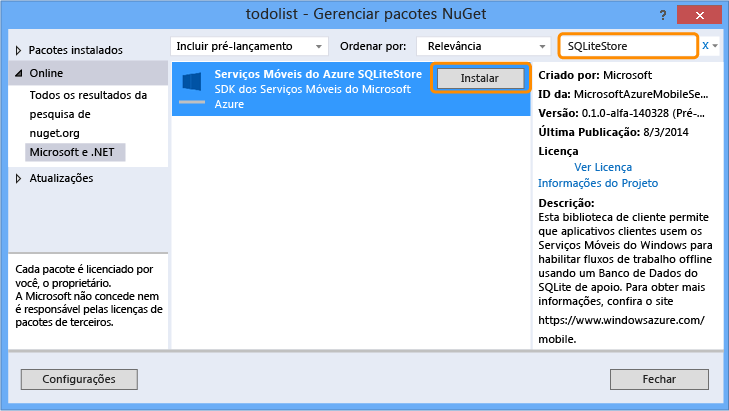 todolist - Gerenciar pacotes NuGet
?
Pacotes instalados
Online
Todos os resultados da
pesquisa de
nuget.org
Microsoft e .NET
Atualizações
Cada pacote é licenciado por
você, o proprietário.
A Microsoft não concede nem
é responsável pelas licenças de
pacotes de terceiros.
Incluir pré-lançamento
Ordenar por:
Relevância
SQLiteStore
x
Serviços Móveis do Azure SQLiteStore
SDK dos Serviços Móveis do Microsoft
Azure
Instalar
Criado por: Microsoft
ID da: MicrosoftAzureMobileSe...
Versão: 0.1.0-alfa-140328 (Pré-...
Última Publicação: 8/3/2014
Licença
Ver Licença
Informações do Projeto
Descrição:
Esta biblioteca de cliente permite
que aplicativos clientes usem os
Serviços Móveis do Windows para
habilitar fluxos de trabalho offline
usando um Banco de Dados do
SQLite de apoio. Para obter mais
informações, confira o site
https://www.windowsazure.com/
mobile.
Configurações
Fechar